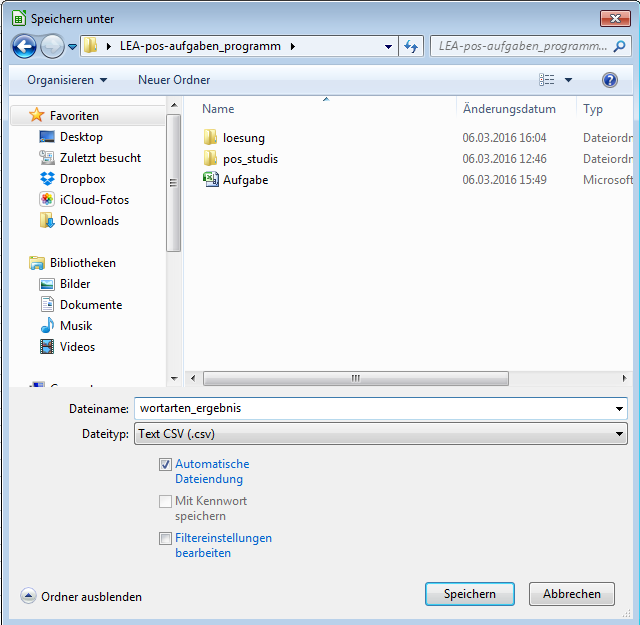 Speichern unter
LEA-pos-aufgaben_programm
LEA-pos-aufgaben_programm...
Organisieren
Neuer Ordner
Favoriten
Desktop
Zuletzt besucht
Dropbox
iCloud-Fotos
Downloads
Bibliotheken
Bilder
Dokumente
Musik
Videos
Name Änderungsdatum Typ
loesung 06.03.2016 16:04 Dateiordn
pos_studis 06.03.2016 12:46 Dateiordn
Aufgabe 06.03.2016 15:49 Microsoft
Dateiname: wortarten_ergebnis
Dateityp: Text CSV (.csv)
Automatische
Dateiendung
Mit Kennwort
speichern
Filtereinstellungen
bearbeiten
Ordner ausblenden
Speichern
Abbrechen